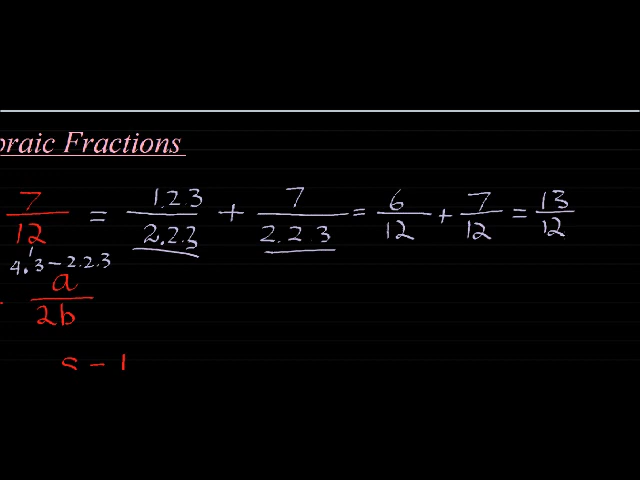 braic Fractions
7/12 = 1.2.3/2.2.3 + 7/2.2.3 = 6/12 + 7/12 = 13/12
4.3 - 2.2.3
a/2b
- 1